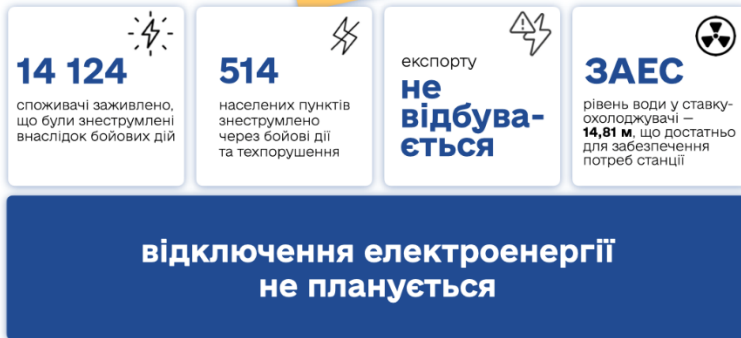 14 124
споживачі заживлено,
що були знеструмлені
внаслідок бойових дій
514
населених пунктів
знеструмлено
через бойові дії
та техпорушення
експорту
не
відбува-
ється
ЗАЕС
рівень води у ставку-
охолоджувачі —
14,81 м, що достатньо
для забезпечення
потреб станції
відключення електроенергії
не планується